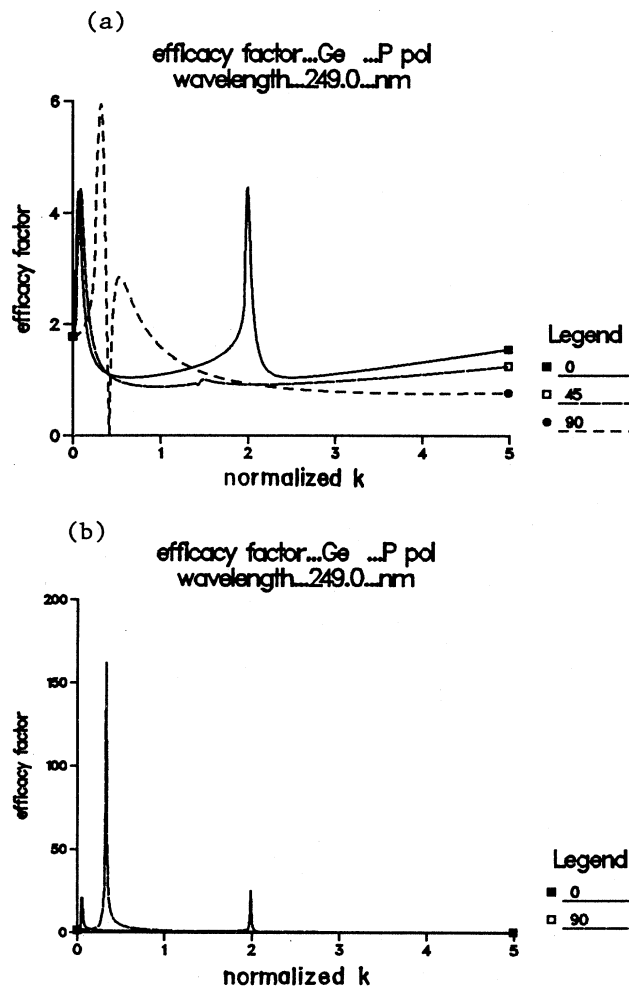 (a)
efficacy factor...Ge ...P pol
wavelength...249.0...nm
6
4
2
0
efficacy factor
0 1 2 3 4 5
normalized k
Legend
0
45
90
(b)
efficacy factor...Ge ...P pol
wavelength...249.0...nm
200
150
100
50
0
efficacy factor
0 1 2 3 4 5
normalized k
Legend
0
90